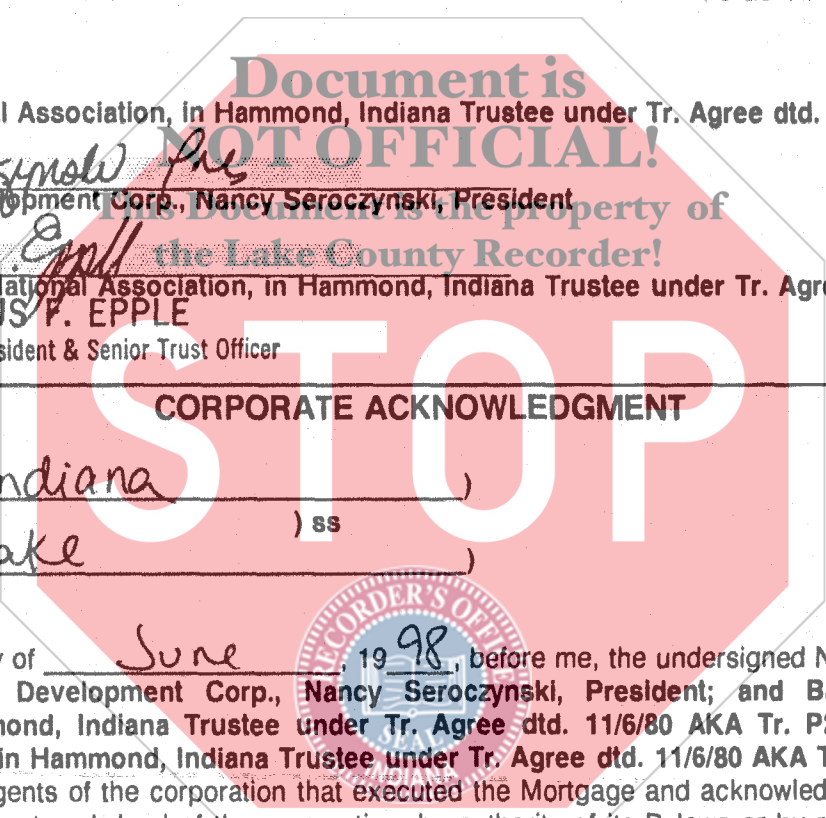 Document is
l Association, in Hammond, Indiana Trustee under Tr. Agree dtd.
NOT OFFICIAL!
opment Corp., Nancy Seroczynski, President
This Document is the property of
the Lake County Recorder!
National Association, in Hammond, Indiana Trustee under Tr. Agre
US F. EPPLE
sident & Senior Trust Officer
STOP
CORPORATE ACKNOWLEDGMENT
ndiana )
) ss
ake )
RECORDER'S OFFICE
y of June , 19 98 , before me, the undersigned N
Development Corp., Nancy Seroczynski, President; and B
mond, Indiana Trustee under Tr. Agree dtd. 11/6/80 AKA Tr. P
SEAL
in Hammond, Indiana Trustee under Tr. Agree dtd. 11/6/80 AKA T
gents of the corporation that executed the Mortgage and acknowled